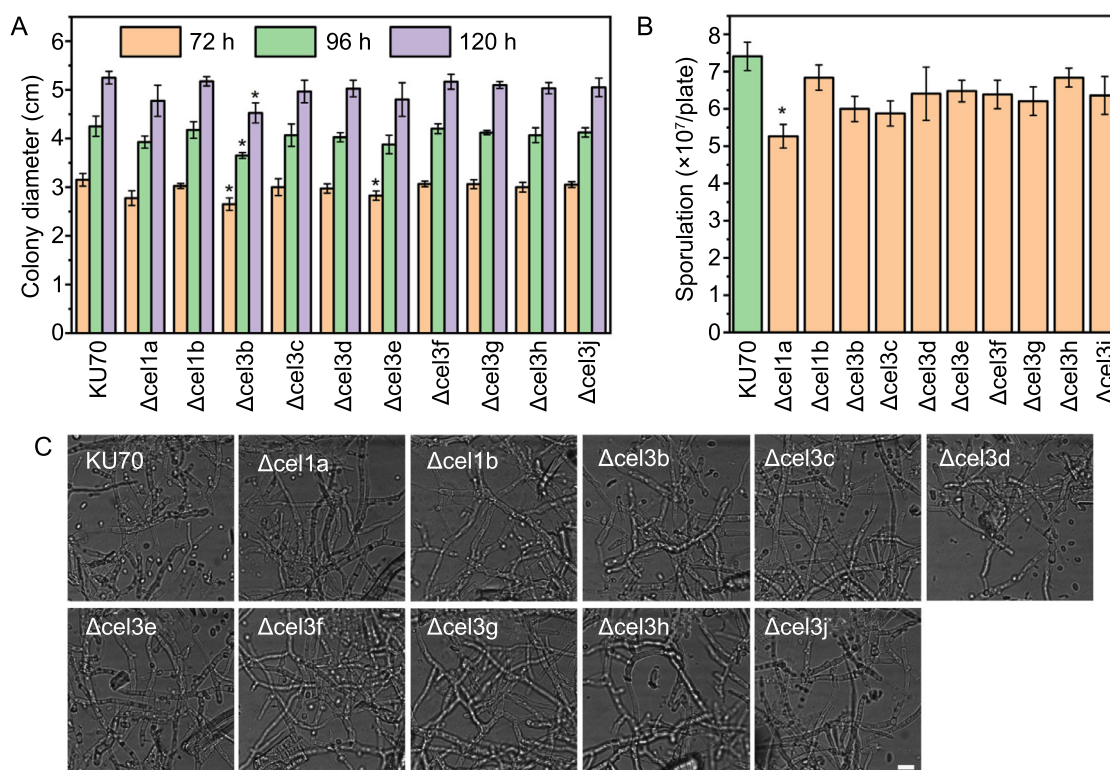 A
72 h
96 h
120 h
Colony diameter (cm)
6
5
4
3
2
1
0
KU70
Δcel1a
Δcel1b
Δcel3b
Δcel3c
Δcel3d
Δcel3e
Δcel3f
Δcel3g
Δcel3h
Δcel3j
*
*
*
*
B
Sporulation (×10⁷/plate)
8
7
6
5
4
3
2
1
0
*
KU70
Δcel1a
Δcel1b
Δcel3b
Δcel3c
Δcel3d
Δcel3e
Δcel3f
Δcel3g
Δcel3h
Δcel3j
C
KU70
Δcel1a
Δcel1b
Δcel3b
Δcel3c
Δcel3d
Δcel3e
Δcel3f
Δcel3g
Δcel3h
Δcel3j